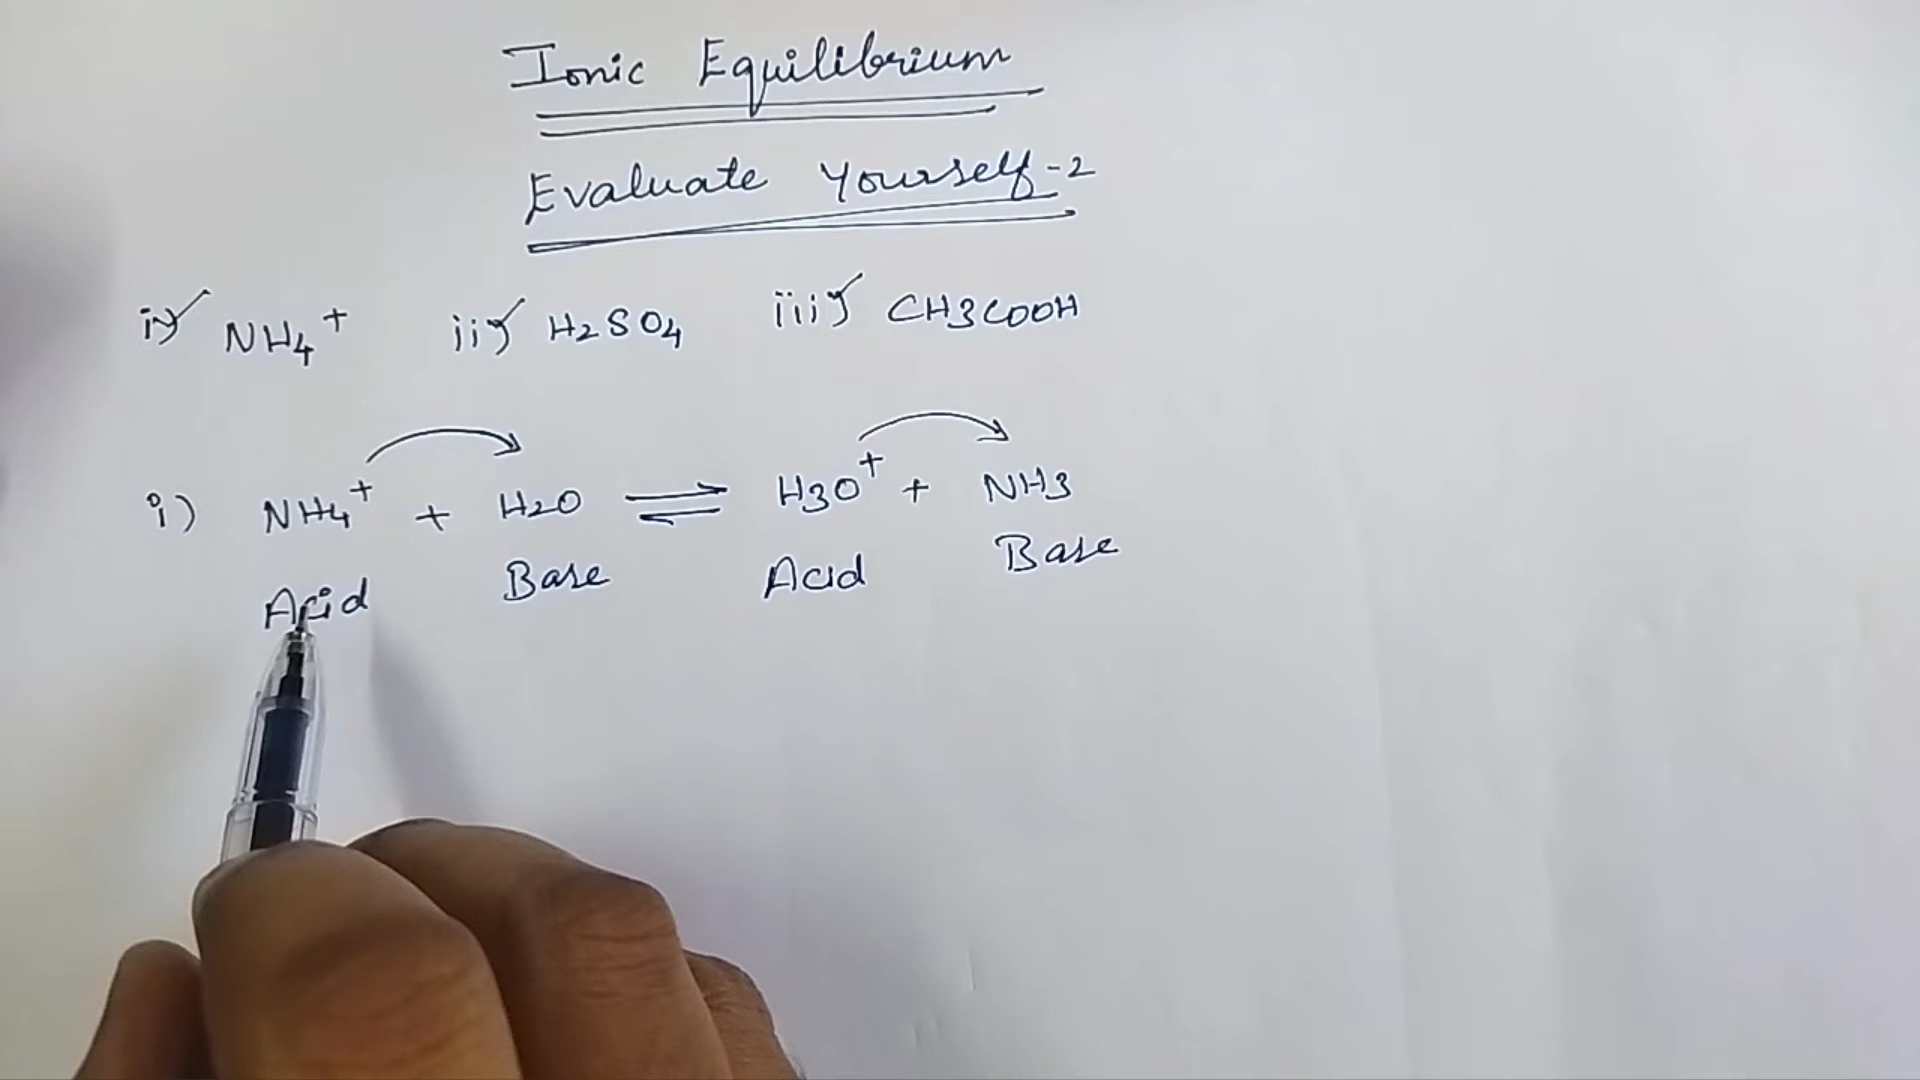 Ionic Equilibrium
Evaluate Yourself-2
i) NH4+ ii) H2SO4 iii) CH3COOH
i) NH4+ + H2O ⇌ H3O+ + NH3
Acid Base Acid Base